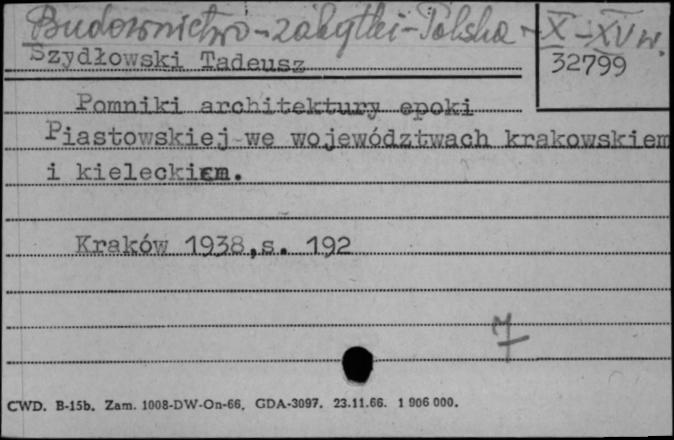 Budownictwo-zabytki-Polska - X-XV w.
Szydłowski Tadeusz
32799
Pomniki architektury epoki
Piastowskiej we województwach krakowskiem
i kieleckiem.
Kraków 1938,s. 192
CWD. B-15b. Zam. 1008-DW-On-66. GDA-3097. 23.11.66. 1 906 000.